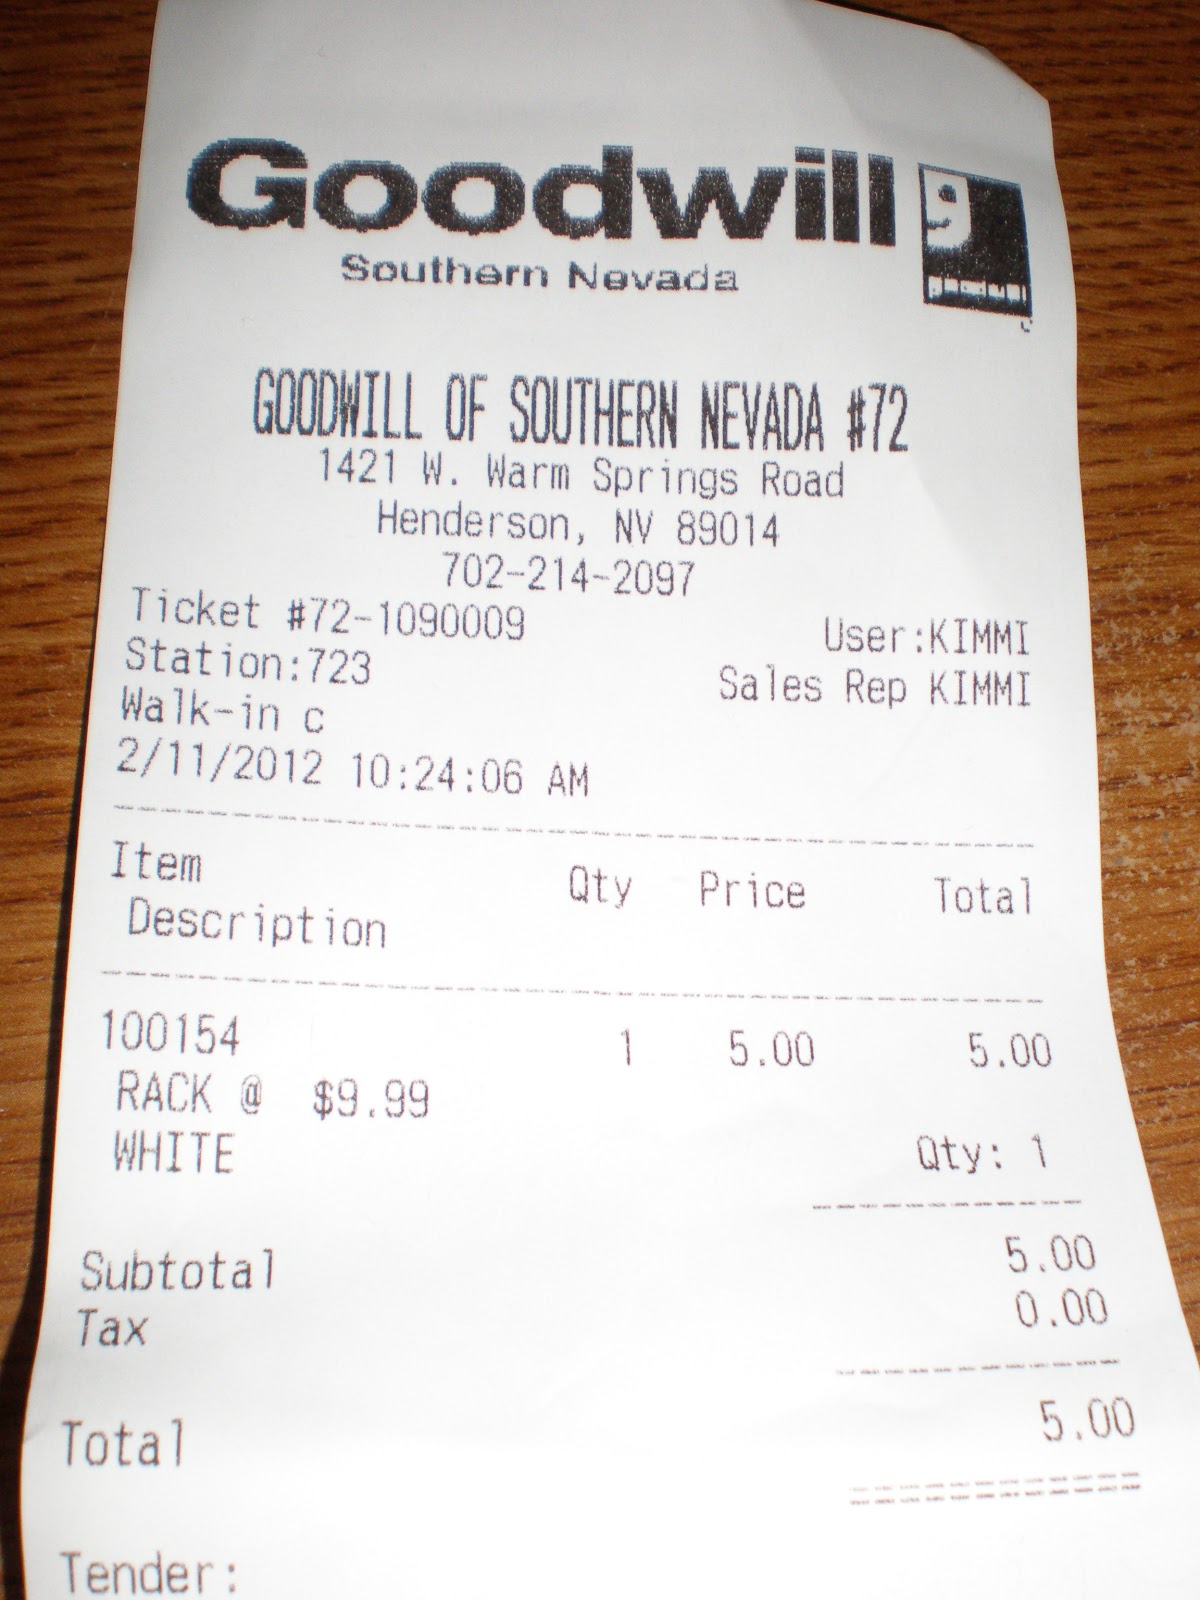 Goodwill
Southern Nevada
GOODWILL OF SOUTHERN NEVADA #72
1421 W. Warm Springs Road
Henderson, NV 89014
702-214-2097
Ticket #72-1090009 User:KIMMI
Station:723 Sales Rep KIMMI
Walk-in c
2/11/2012 10:24:06 AM
Item Qty Price Total
Description
100154 1 5.00 5.00
RACK @ $9.99
WHITE Qty: 1
Subtotal 5.00
Tax 0.00
Total 5.00
Tender: